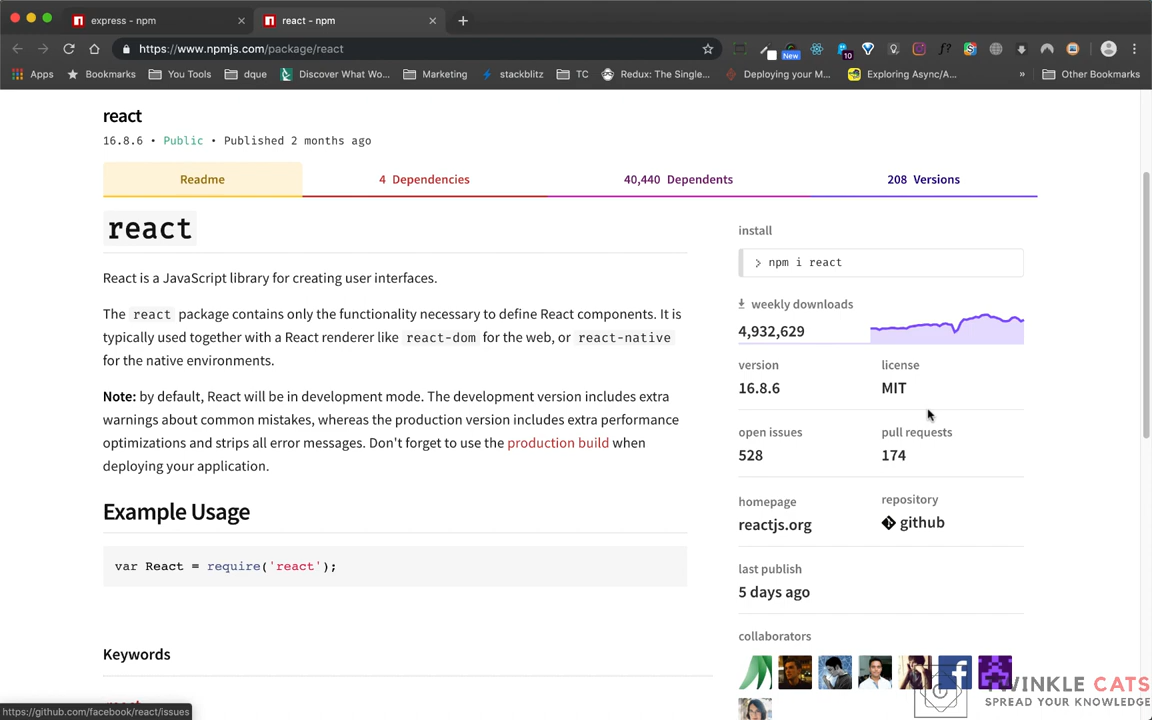 express - npm
react - npm
https://www.npmjs.com/package/react
New
10
Apps
Bookmarks
You Tools
dque
Discover What Wo...
Marketing
stackblitz
TC
Redux: The Single...
Deploying your M...
Exploring Async/A...
»
Other Bookmarks
react
16.8.6 • Public • Published 2 months ago
Readme
4 Dependencies
40,440 Dependents
208 Versions
react
React is a JavaScript library for creating user interfaces.
The react package contains only the functionality necessary to define React components. It is
typically used together with a React renderer like react-dom for the web, or react-native
for the native environments.
Note: by default, React will be in development mode. The development version includes extra
warnings about common mistakes, whereas the production version includes extra performance
optimizations and strips all error messages. Don't forget to use the production build when
deploying your application.
Example Usage
var React = require('react');
Keywords
install
> npm i react
weekly downloads
4,932,629
version
license
16.8.6
MIT
open issues
pull requests
528
174
homepage
repository
reactjs.org
github
last publish
5 days ago
collaborators
https://github.com/facebook/react/issues
TWINKLE CATS
SPREAD YOUR KNOWLEDGE